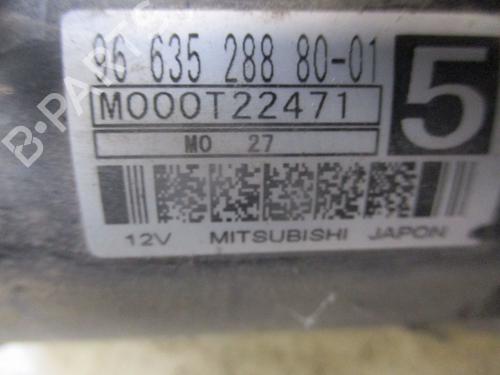 96 635 288 80-01
5
M000T22471
MO 27
12V MITSUBISHI JAPON
B-PARTS